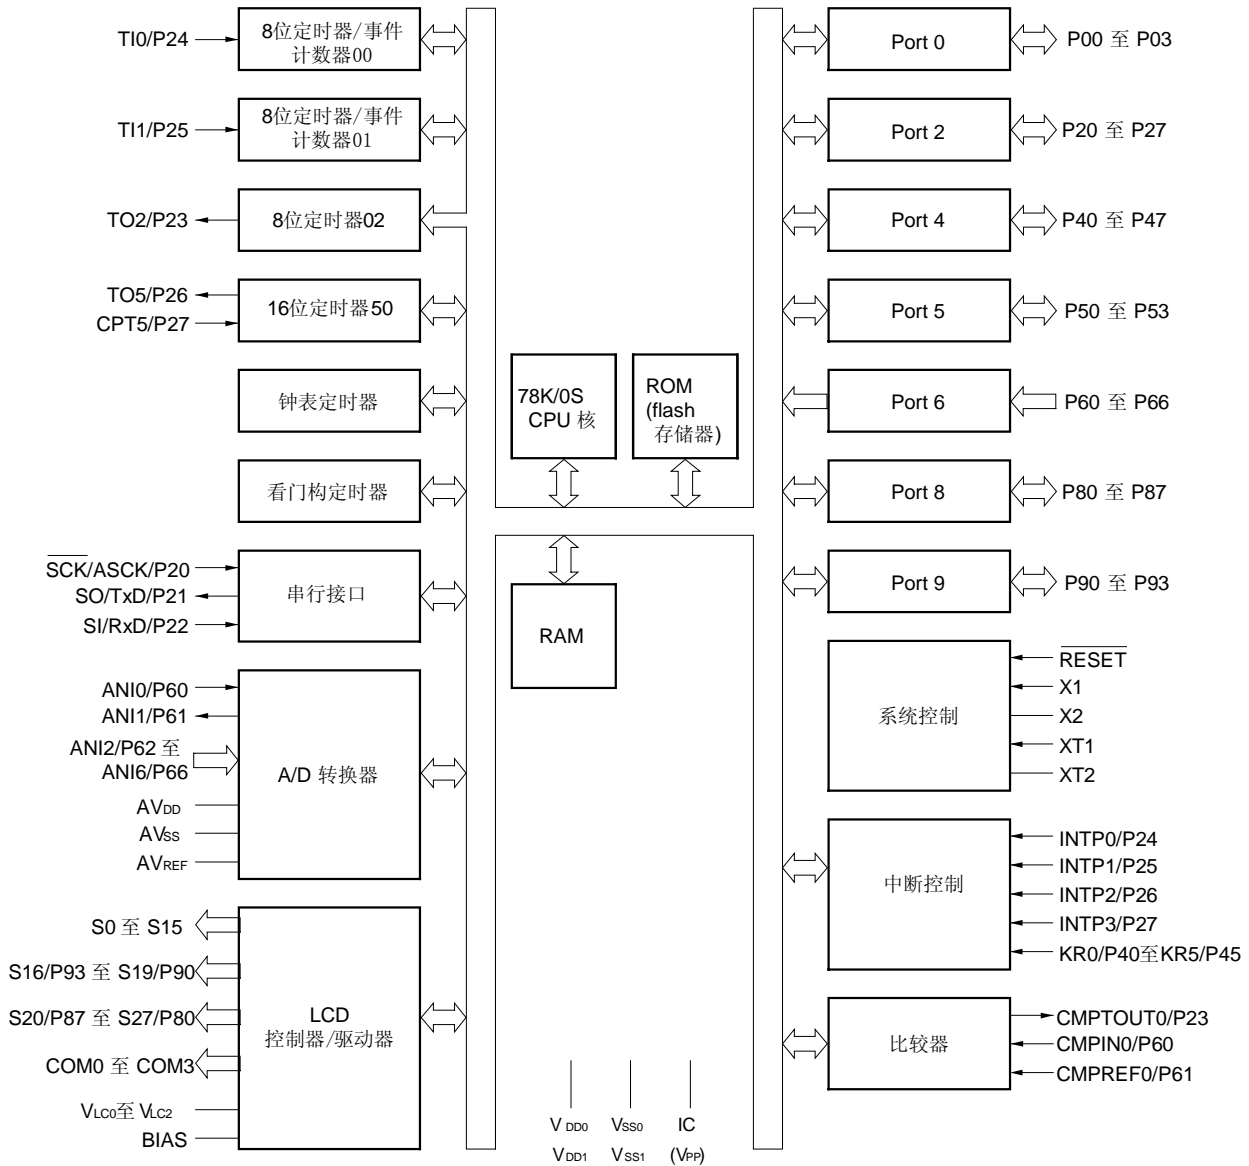 TI0/P24
8位定时器/事件
计数器00
TI1/P25
8位定时器/事件
计数器01
TO2/P23
8位定时器02
TO5/P26
CPT5/P27
16位定时器50
钟表定时器
看门构定时器
SCK/ASCK/P20
SO/TxD/P21
SI/RxD/P22
串行接口
ANI0/P60
ANI1/P61
ANI2/P62 至
ANI6/P66
AVDD
AVSS
AVREF
A/D 转换器
S0 至 S15
S16/P93 至 S19/P90
S20/P87 至 S27/P80
COM0 至 COM3
VLC0至 VLC2
BIAS
LCD
控制器/驱动器
78K/0S
CPU 核
ROM
(flash
存储器)
RAM
VDD0 VSS0 IC
VDD1 VSS1 (VPP)
Port 0
P00 至 P03
Port 2
P20 至 P27
Port 4
P40 至 P47
Port 5
P50 至 P53
Port 6
P60 至 P66
Port 8
P80 至 P87
Port 9
P90 至 P93
系统控制
RESET
X1
X2
XT1
XT2
中断控制
INTP0/P24
INTP1/P25
INTP2/P26
INTP3/P27
KR0/P40至KR5/P45
比较器
CMPTOUT0/P23
CMPIN0/P60
CMPREF0/P61